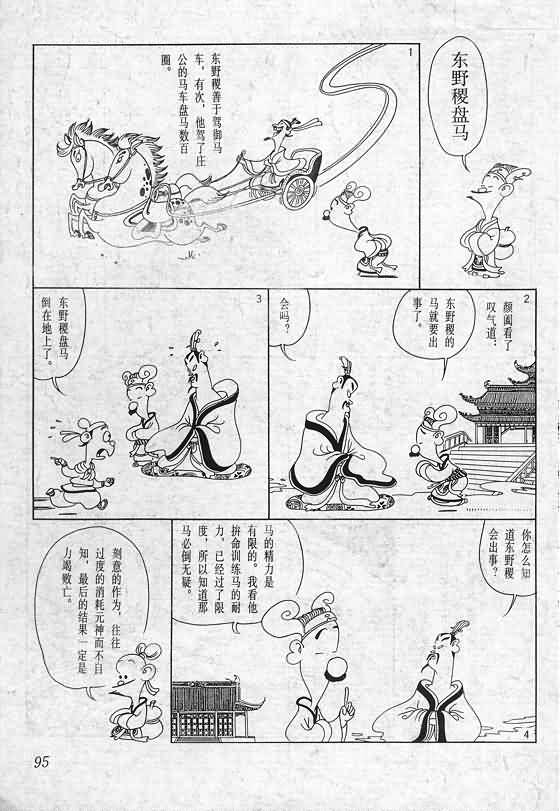 东野稷盘马
1
东野稷善于驾御马
车，有次，他驾了庄
公的马车盘马数百
圈。
2
颜阖看了
叹气道：
东野稷的
马就要出
事了。
会吗？
3
东野稷盘马
倒在地上了。
你怎么知
道东野稷
会出事？
马的精力是
有限的。我看他
拚命训练马的耐
力，已经过了限
度，所以知道那
马必倒无疑。
4
刻意的作为，往往
过度的消耗元神而不自
知，最后的结果一定是
力竭败亡。
95